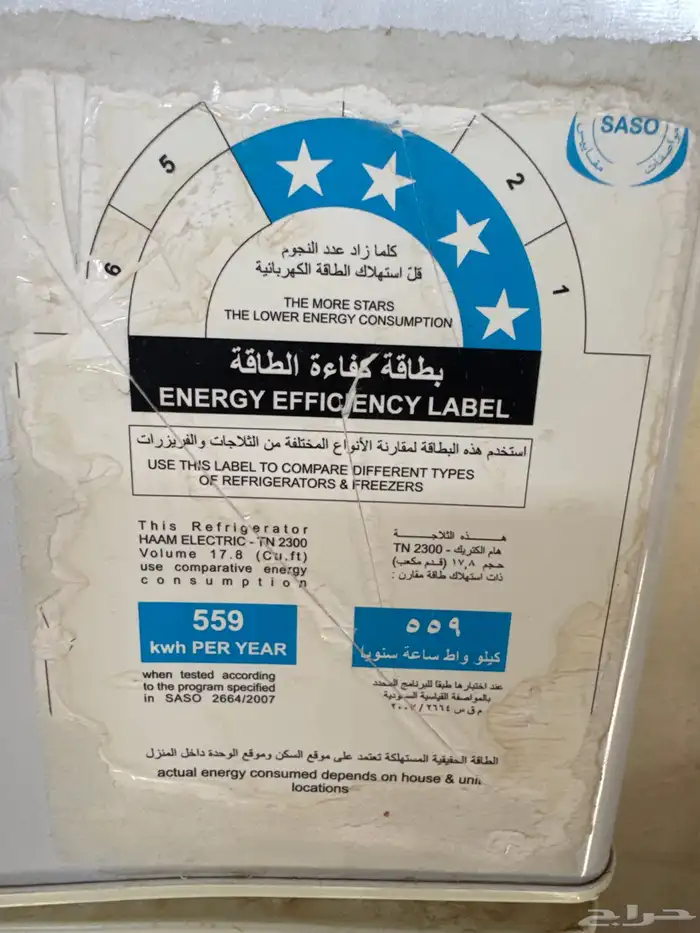 SASO
مواصفات
مقاييس
5
6
2
1
كلما زاد عدد النجوم
قلّ استهلاك الطاقة الكهربائية
THE MORE STARS
THE LOWER ENERGY CONSUMPTION
بطاقة كفاءة الطاقة
ENERGY EFFICIENCY LABEL
استخدم هذه البطاقة لمقارنة الأنواع المختلفة من الثلاجات والفريزرات
USE THIS LABEL TO COMPARE DIFFERENT TYPES
OF REFRIGERATORS & FREEZERS
This Refrigerator
HAAM ELECTRIC - TN 2300
Volume 17.8 (Cu.ft)
use comparative energy
consumption
هذه الثلاجة
هام الكتريك - TN 2300
حجم ١٧,٨ (قدم مكعب)
ذات استهلاك طاقة مقارن :
559
kwh PER YEAR
٥٥٩
كيلو واط ساعة سنويا
when tested according
to the program specified
in SASO 2664/2007
عند اختبارها طبقا للبرنامج المحدد
بالمواصفة القياسية السعودية
م ق س ٢٠٠٧/٢٦٦٤
الطاقة الحقيقية المستهلكة تعتمد على موقع السكن وموقع الوحدة داخل المنزل
actual energy consumed depends on house & unit
locations
حراج